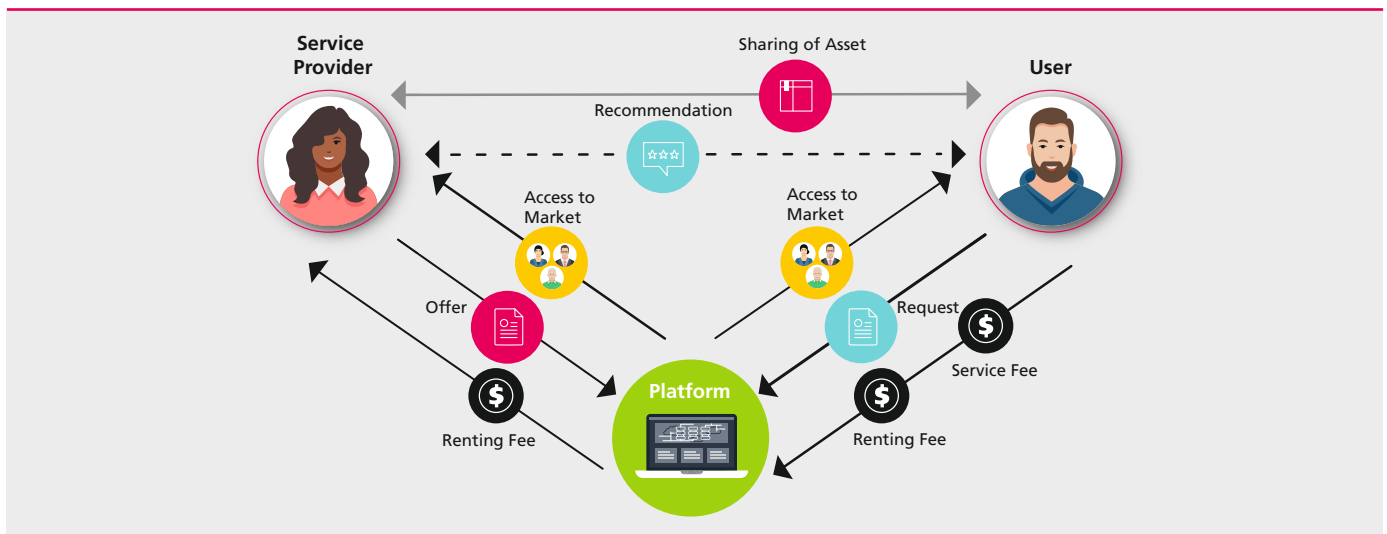 Service
Provider
Sharing of Asset
User
Recommendation
Access to
Market
Access to
Market
Offer
Request
Platform
Service Fee
Renting Fee
Renting Fee